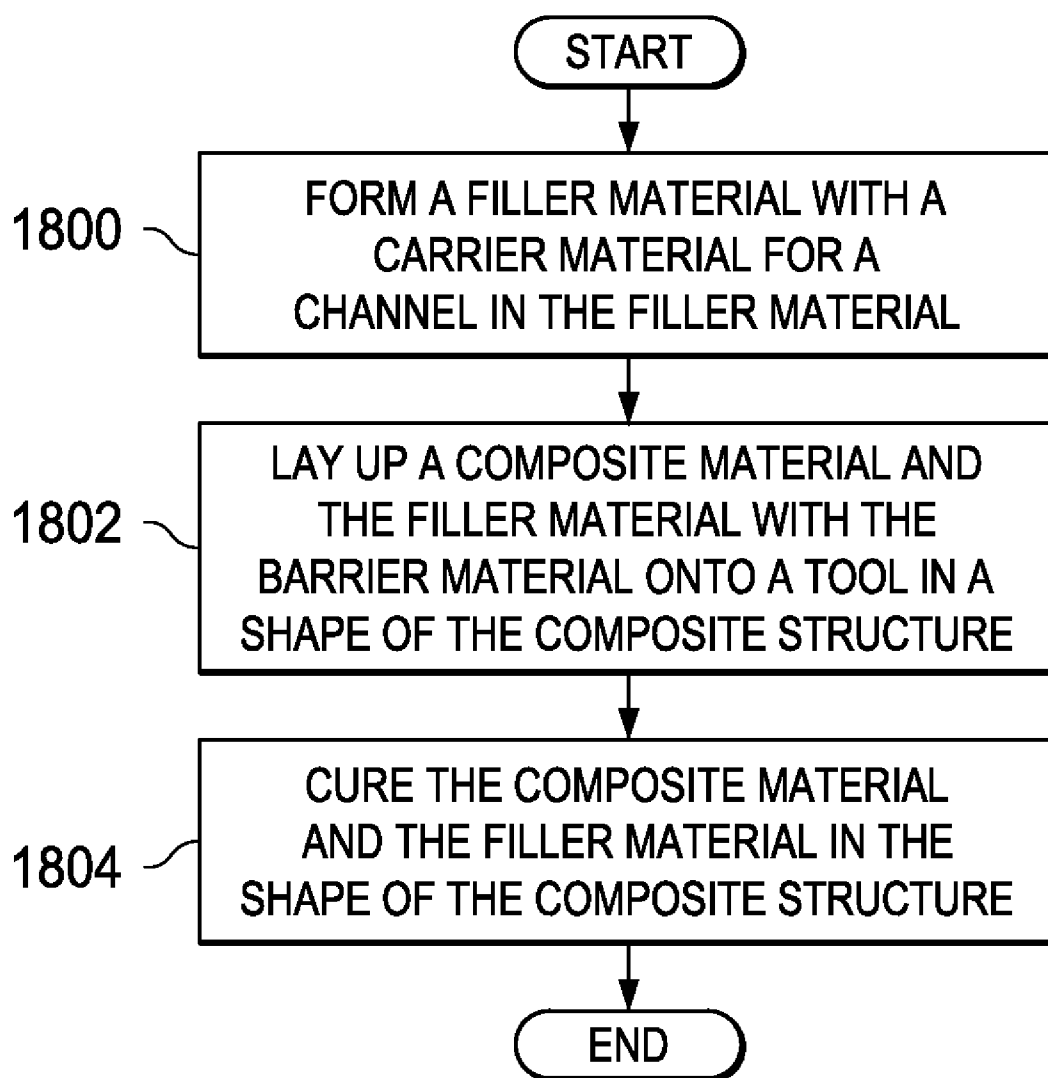 START
1800
FORM A FILLER MATERIAL WITH A
CARRIER MATERIAL FOR A
CHANNEL IN THE FILLER MATERIAL
1802
LAY UP A COMPOSITE MATERIAL AND
THE FILLER MATERIAL WITH THE
BARRIER MATERIAL ONTO A TOOL IN A
SHAPE OF THE COMPOSITE STRUCTURE
1804
CURE THE COMPOSITE MATERIAL
AND THE FILLER MATERIAL IN THE
SHAPE OF THE COMPOSITE STRUCTURE
END